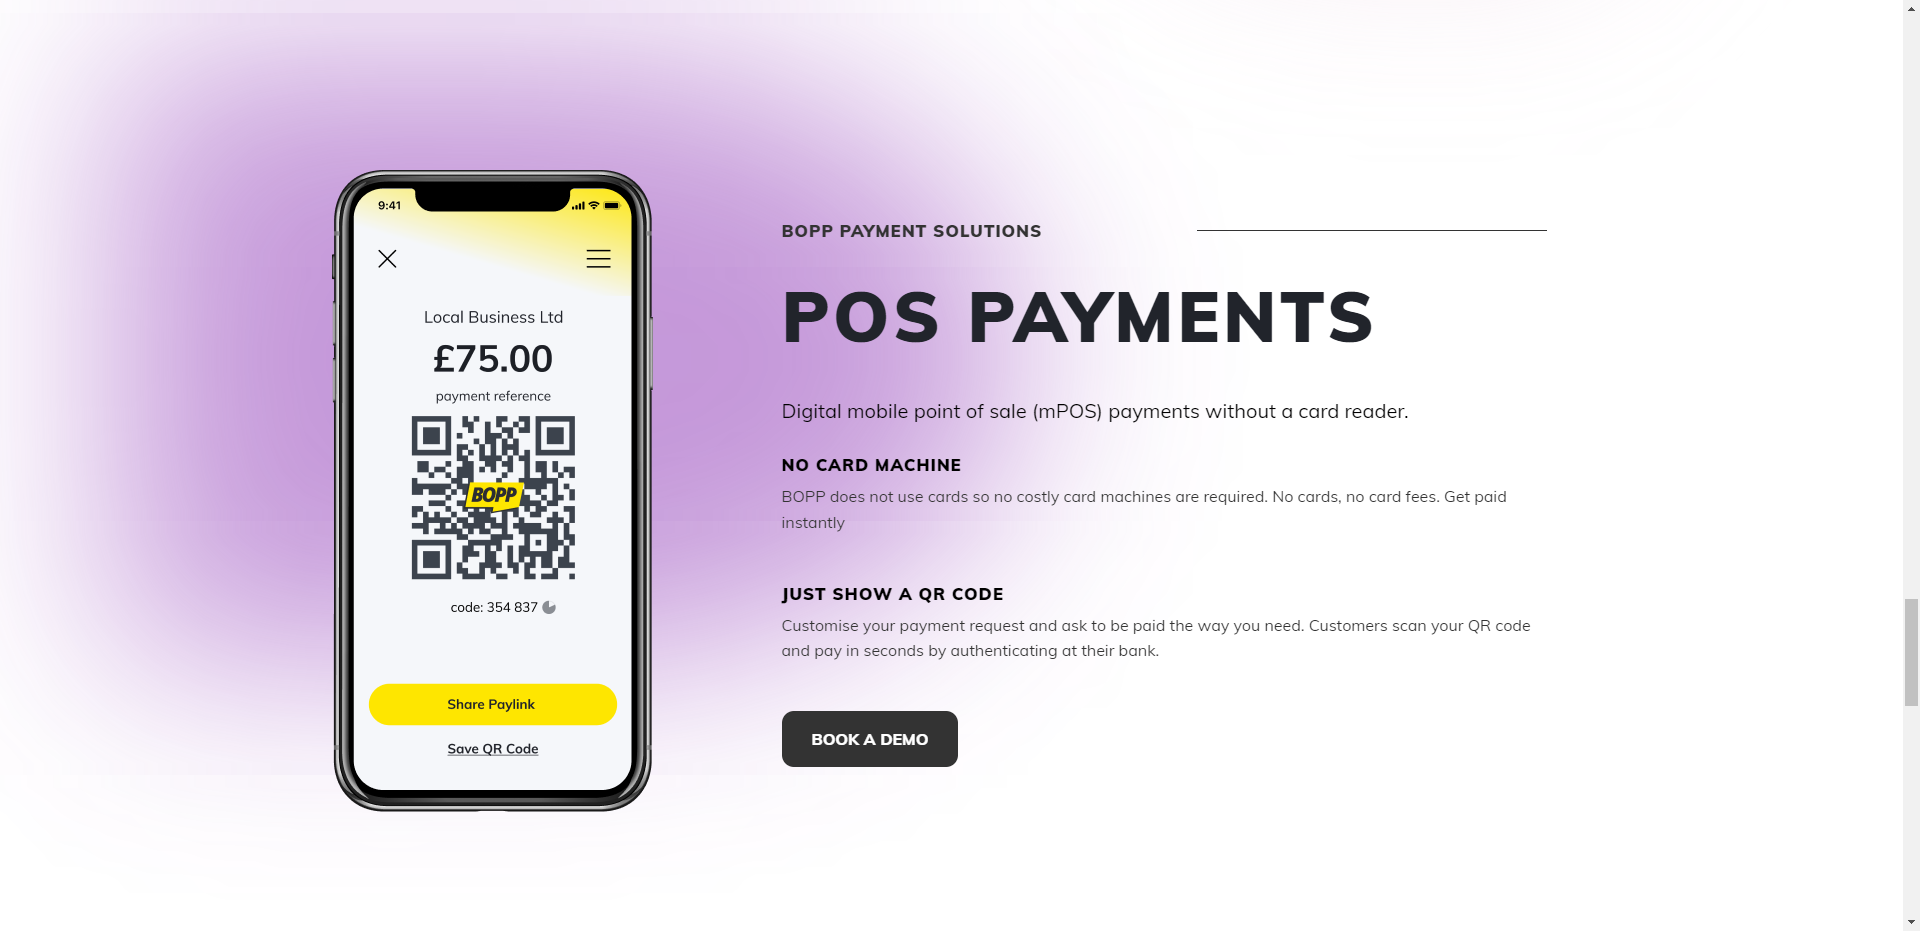 9:41
Local Business Ltd
£75.00
payment reference
BOPP
code: 354 837
Share Paylink
Save QR Code
BOPP PAYMENT SOLUTIONS
POS PAYMENTS
Digital mobile point of sale (mPOS) payments without a card reader.
NO CARD MACHINE
BOPP does not use cards so no costly card machines are required. No cards, no card fees. Get paid
instantly
JUST SHOW A QR CODE
Customise your payment request and ask to be paid the way you need. Customers scan your QR code
and pay in seconds by authenticating at their bank.
BOOK A DEMO